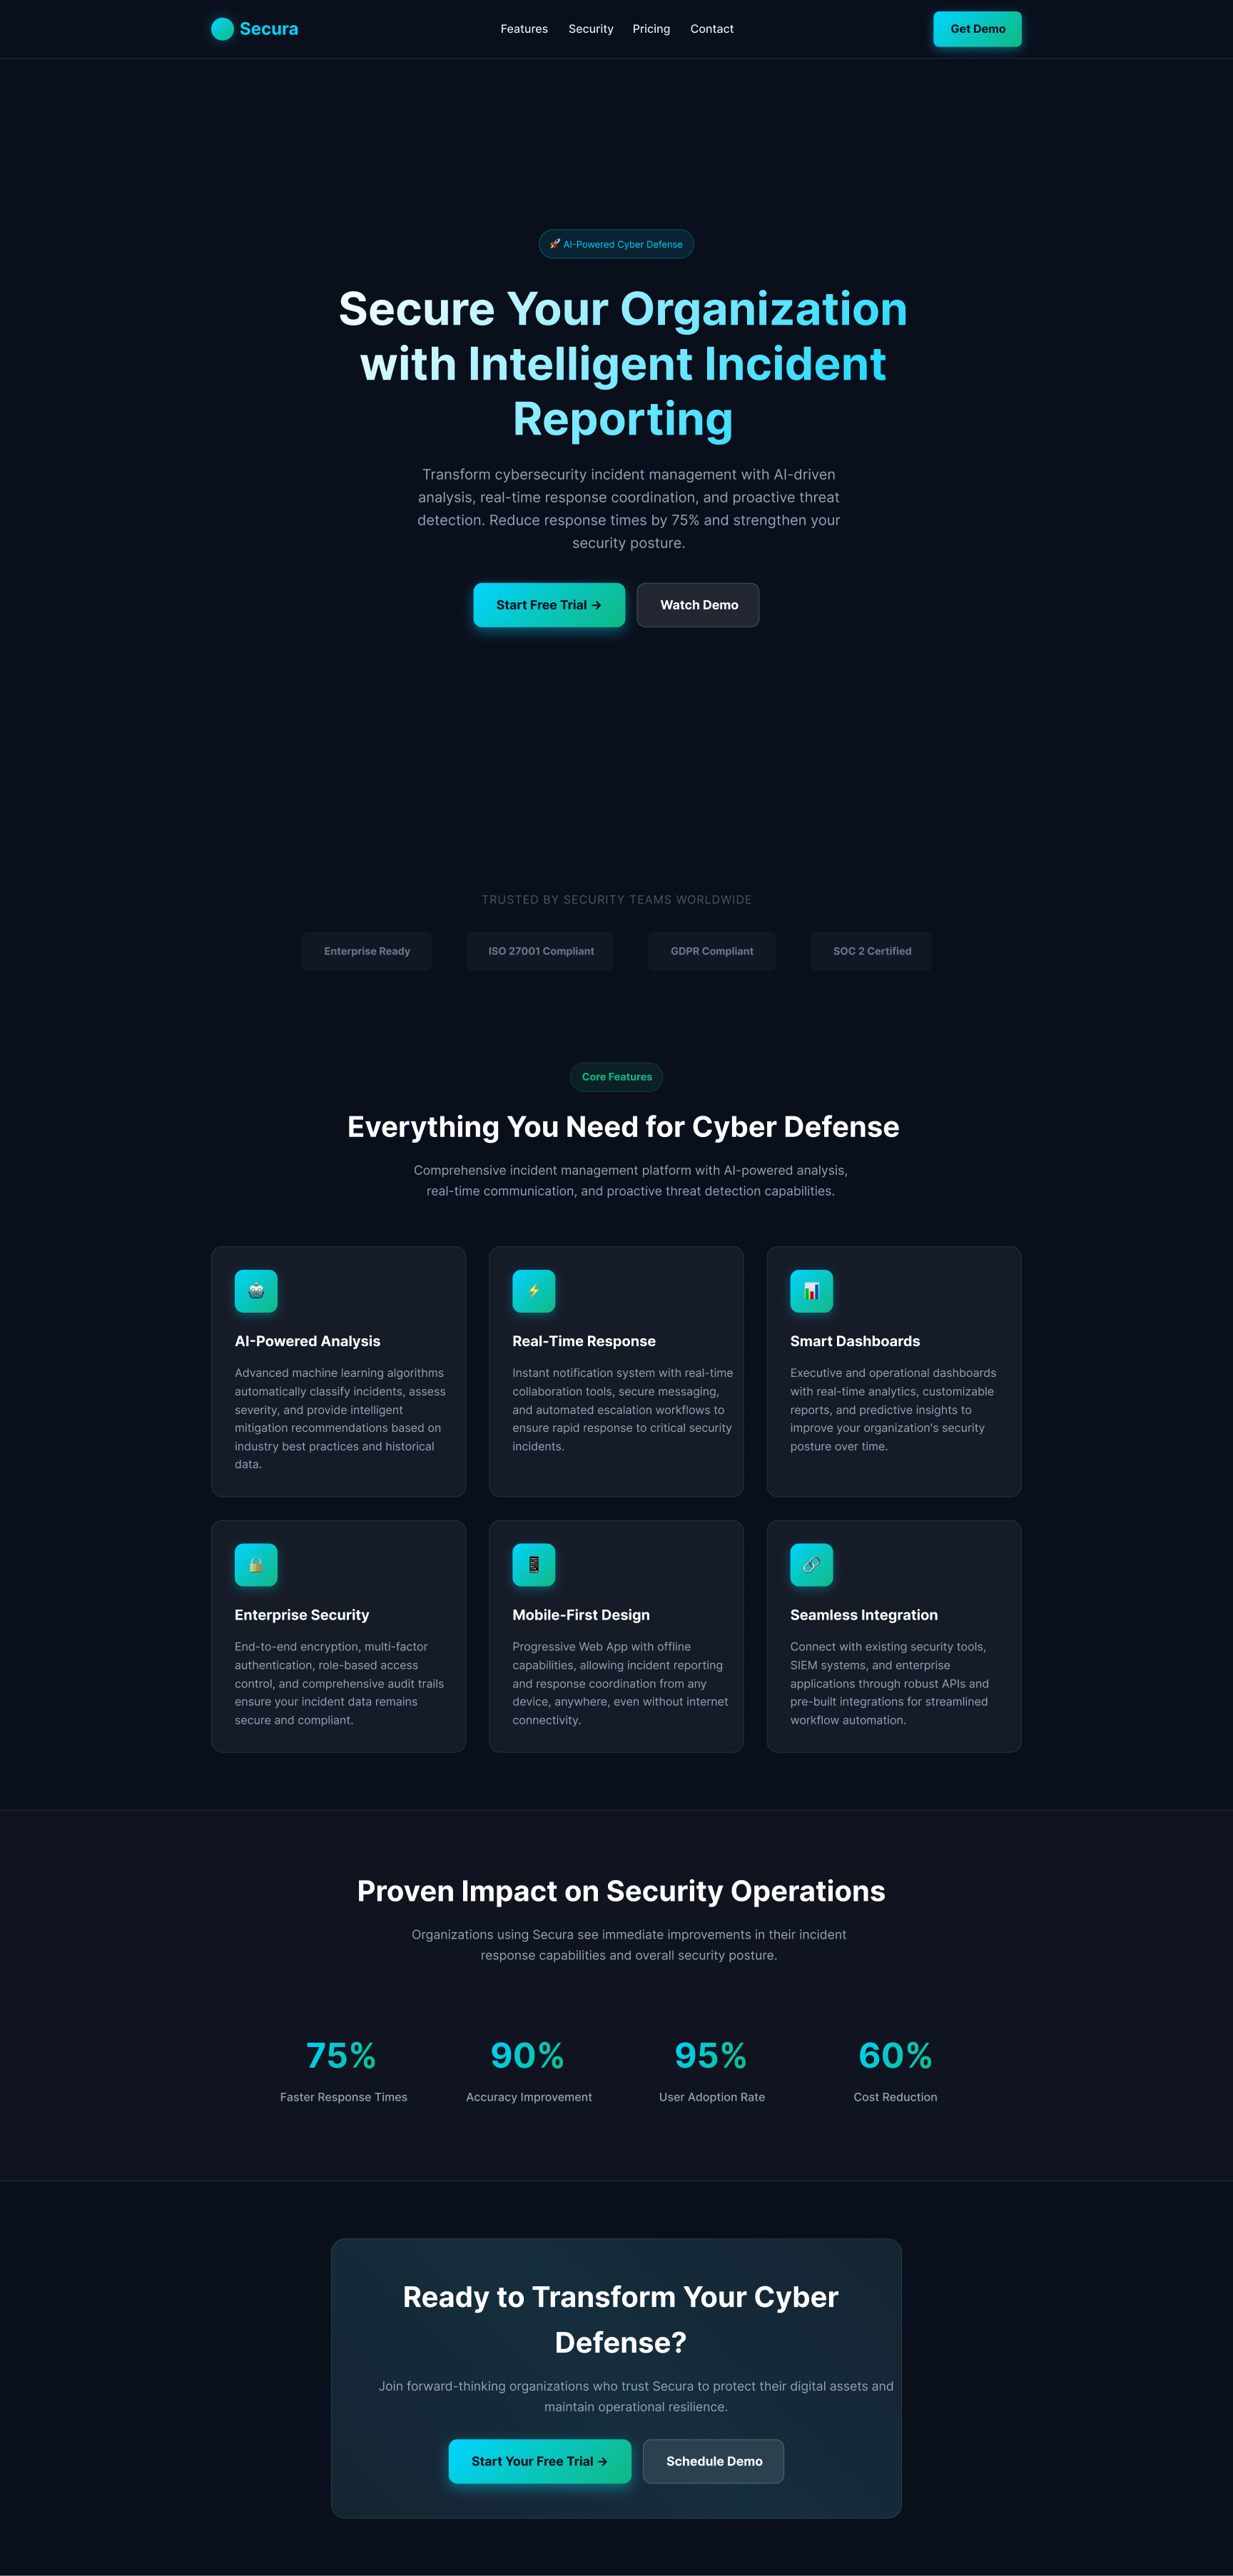 Secura
Features Security Pricing Contact
Get Demo
🚀 AI-Powered Cyber Defense
Secure Your Organization
with Intelligent Incident
Reporting
Transform cybersecurity incident management with AI-driven
analysis, real-time response coordination, and proactive threat
detection. Reduce response times by 75% and strengthen your
security posture.
Start Free Trial →
Watch Demo
TRUSTED BY SECURITY TEAMS WORLDWIDE
Enterprise Ready
ISO 27001 Compliant
GDPR Compliant
SOC 2 Certified
Core Features
Everything You Need for Cyber Defense
Comprehensive incident management platform with AI-powered analysis,
real-time communication, and proactive threat detection capabilities.
AI-Powered Analysis
Advanced machine learning algorithms
automatically classify incidents, assess
severity, and provide intelligent
mitigation recommendations based on
industry best practices and historical
data.
Real-Time Response
Instant notification system with real-time
collaboration tools, secure messaging,
and automated escalation workflows to
ensure rapid response to critical security
incidents.
Smart Dashboards
Executive and operational dashboards
with real-time analytics, customizable
reports, and predictive insights to
improve your organization's security
posture over time.
Enterprise Security
End-to-end encryption, multi-factor
authentication, role-based access
control, and comprehensive audit trails
ensure your incident data remains
secure and compliant.
Mobile-First Design
Progressive Web App with offline
capabilities, allowing incident reporting
and response coordination from any
device, anywhere, even without internet
connectivity.
Seamless Integration
Connect with existing security tools,
SIEM systems, and enterprise
applications through robust APIs and
pre-built integrations for streamlined
workflow automation.
Proven Impact on Security Operations
Organizations using Secura see immediate improvements in their incident
response capabilities and overall security posture.
75%
Faster Response Times
90%
Accuracy Improvement
95%
User Adoption Rate
60%
Cost Reduction
Ready to Transform Your Cyber
Defense?
Join forward-thinking organizations who trust Secura to protect their digital assets and
maintain operational resilience.
Start Your Free Trial →
Schedule Demo